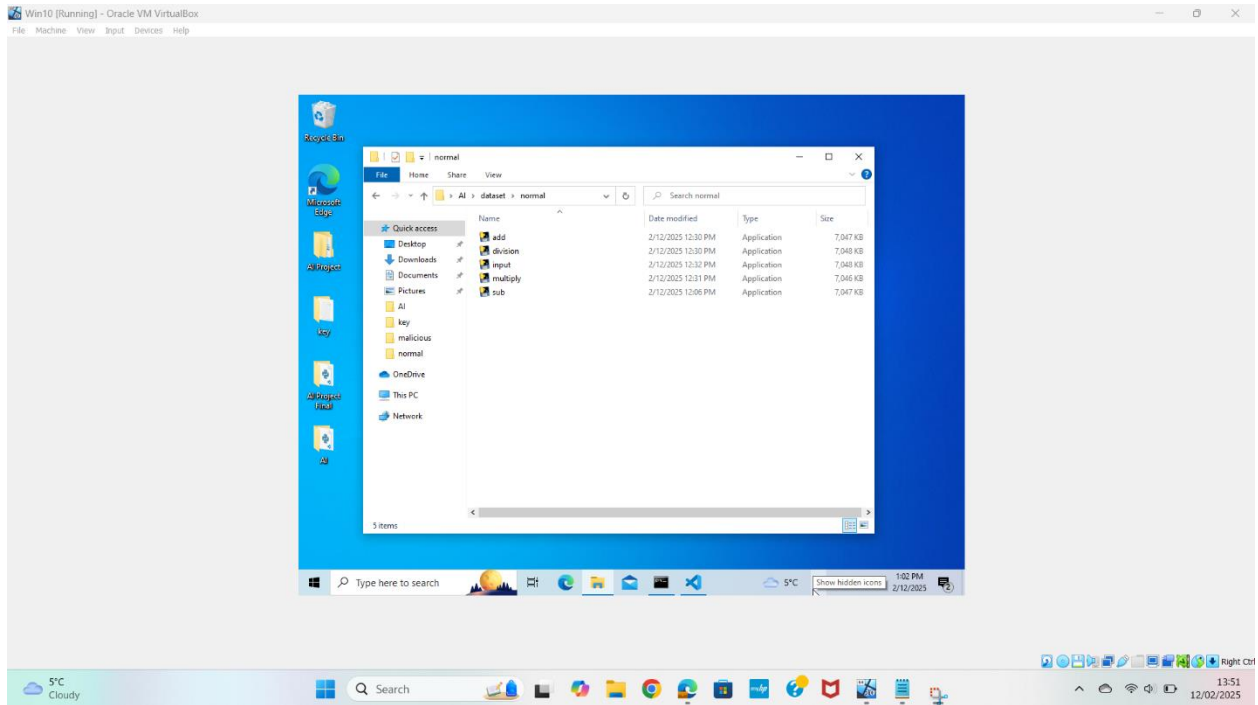 Win10 [Running] - Oracle VM VirtualBox
File Machine View Input Devices Help
Recycle Bin
Microsoft Edge
AI Project
key
AI Project Final
AI
normal
File Home Share View
AI > dataset > normal
Search normal
Name Date modified Type Size
add 2/12/2025 12:30 PM Application 7,047 KB
division 2/12/2025 12:30 PM Application 7,048 KB
input 2/12/2025 12:32 PM Application 7,048 KB
multiply 2/12/2025 12:31 PM Application 7,046 KB
sub 2/12/2025 12:06 PM Application 7,047 KB
Quick access
Desktop
Downloads
Documents
Pictures
AI
key
malicious
normal
OneDrive
This PC
Network
5 items
Type here to search
5°C
Show hidden icons
1:02 PM
2/12/2025
2
Right Ctrl
5°C
Cloudy
Search
13:51
12/02/2025